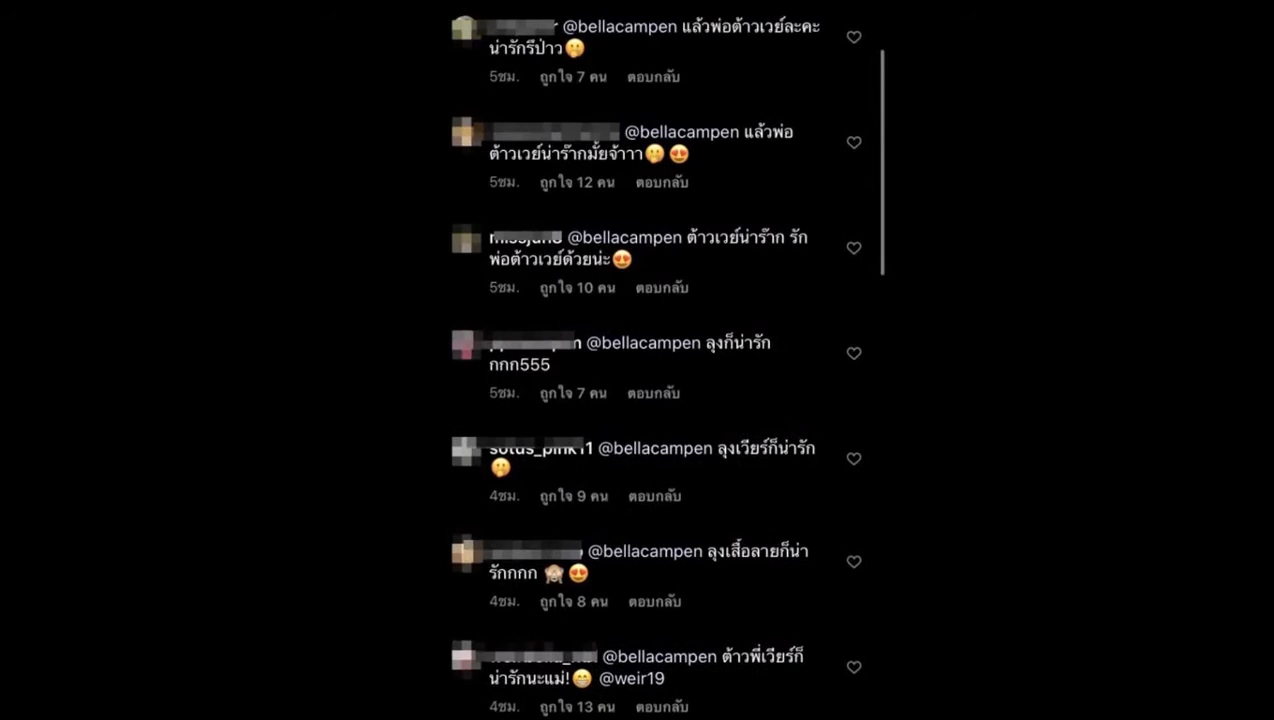 @bellacampen แล้วพ่อต้าวเวย์ละคะ
น่ารักรึป่าว🤭
5ชม. ถูกใจ 7 คน ตอบกลับ
@bellacampen แล้วพ่อ
ต้าวเวย์น่าร๊ากมั้ยจ้าาา🤭😍
5ชม. ถูกใจ 12 คน ตอบกลับ
@bellacampen ต้าวเวย์น่าร๊าก รัก
พ่อต้าวเวย์ด้วยน่ะ😍
5ชม. ถูกใจ 10 คน ตอบกลับ
@bellacampen ลุงก็น่ารัก
กกก555
5ชม. ถูกใจ 7 คน ตอบกลับ
@bellacampen ลุงเวียร์ก็น่ารัก
🤭
4ชม. ถูกใจ 9 คน ตอบกลับ
@bellacampen ลุงเสื้อลายก็น่า
รักกกก 🙈😍
4ชม. ถูกใจ 8 คน ตอบกลับ
@bellacampen ต้าวพี่เวียร์ก็
น่ารักนะแม่!😁 @weir19
4ชม. ถูกใจ 13 คน ตอบกลับ